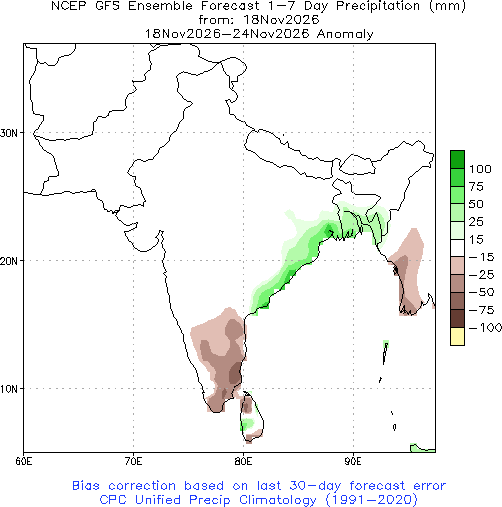 NCEP GFS Ensemble Forecast 1-7 Day Precipitation (mm)
from: 18Nov2026
18Nov2026-24Nov2026 Anomaly
30N
20N
10N
60E
70E
80E
90E
100
75
50
25
15
-15
-25
-50
-75
-100
Bias correction based on last 30-day forecast error
CPC Unified Precip Climatology (1991-2020)